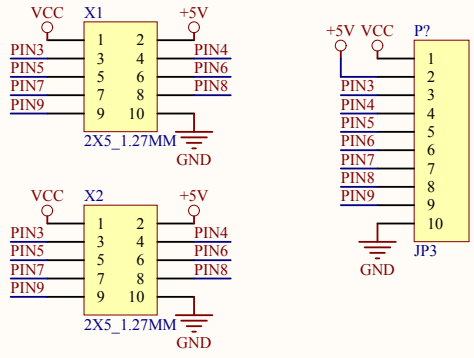 VCC X1 +5V
1 2
PIN3 3 4 PIN4
PIN5 5 6 PIN6
PIN7 7 8 PIN8
PIN9 9 10
2X5_1.27MM
GND
VCC X2 +5V
1 2
PIN3 3 4 PIN4
PIN5 5 6 PIN6
PIN7 7 8 PIN8
PIN9 9 10
2X5_1.27MM
GND
+5V VCC P?
1
2
PIN3 3
PIN4 4
PIN5 5
PIN6 6
PIN7 7
PIN8 8
PIN9 9
10
JP3
GND